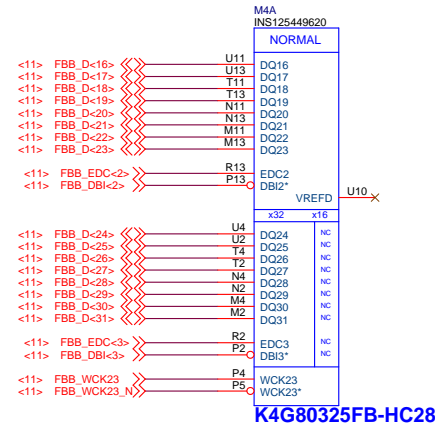 M4A
INS125449620
NORMAL
<11> FBB_D<16> U11 DQ16
<11> FBB_D<17> U13 DQ17
<11> FBB_D<18> T11 DQ18
<11> FBB_D<19> T13 DQ19
<11> FBB_D<20> N11 DQ20
<11> FBB_D<21> N13 DQ21
<11> FBB_D<22> M11 DQ22
<11> FBB_D<23> M13 DQ23
<11> FBB_EDC<2> R13 EDC2
<11> FBB_DBI<2> P13 DBI2*
VREFD U10
x32 x16
<11> FBB_D<24> U4 DQ24 NC
<11> FBB_D<25> U2 DQ25 NC
<11> FBB_D<26> T4 DQ26 NC
<11> FBB_D<27> T2 DQ27 NC
<11> FBB_D<28> N4 DQ28 NC
<11> FBB_D<29> N2 DQ29 NC
<11> FBB_D<30> M4 DQ30 NC
<11> FBB_D<31> M2 DQ31 NC
<11> FBB_EDC<3> R2 EDC3 NC
<11> FBB_DBI<3> P2 DBI3* NC
<11> FBB_WCK23 P4 WCK23
<11> FBB_WCK23_N P5 WCK23*
K4G80325FB-HC28